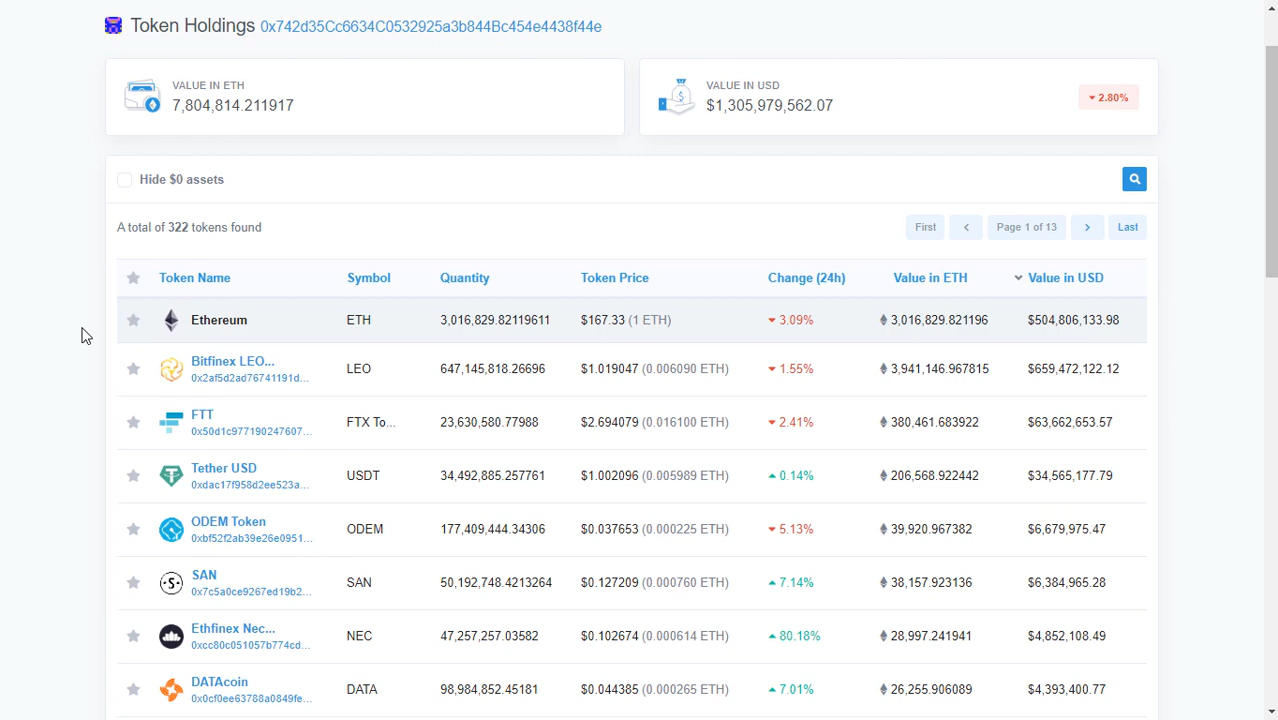 Token Holdings 0x742d35Cc6634C0532925a3b844Bc454e4438f44e
VALUE IN ETH
7,804,814.211917
VALUE IN USD
$1,305,979,562.07
2.80%
Hide $0 assets
A total of 322 tokens found
First Page 1 of 13 Last
Token Name Symbol Quantity Token Price Change (24h) Value in ETH Value in USD
Ethereum ETH 3,016,829.82119611 $167.33 (1 ETH) 3.09% 3,016,829.821196 $504,806,133.98
Bitfinex LEO... LEO 647,145,818.26696 $1.019047 (0.006090 ETH) 1.55% 3,941,146.967815 $659,472,122.12
0x2af5d2ad76741191d...
FTT FTX To... 23,630,580.77988 $2.694079 (0.016100 ETH) 2.41% 380,461.683922 $63,662,653.57
0x50d1c977190247607...
Tether USD USDT 34,492,885.257761 $1.002096 (0.005989 ETH) 0.14% 206,568.922442 $34,565,177.79
0xdac17f958d2ee523a...
ODEM Token ODEM 177,409,444.34306 $0.037653 (0.000225 ETH) 5.13% 39,920.967382 $6,679,975.47
0xbf52f2ab39e26e0951...
SAN SAN 50,192,748.4213264 $0.127209 (0.000760 ETH) 7.14% 38,157.923136 $6,384,965.28
0x7c5a0ce9267ed19b2...
Ethfinex Nec... NEC 47,257,257.03582 $0.102674 (0.000614 ETH) 80.18% 28,997.241941 $4,852,108.49
0xcc80c051057b774cd...
DATAcoin DATA 98,984,852.45181 $0.044385 (0.000265 ETH) 7.01% 26,255.906089 $4,393,400.77
0x0cf0ee63788a0849fe...